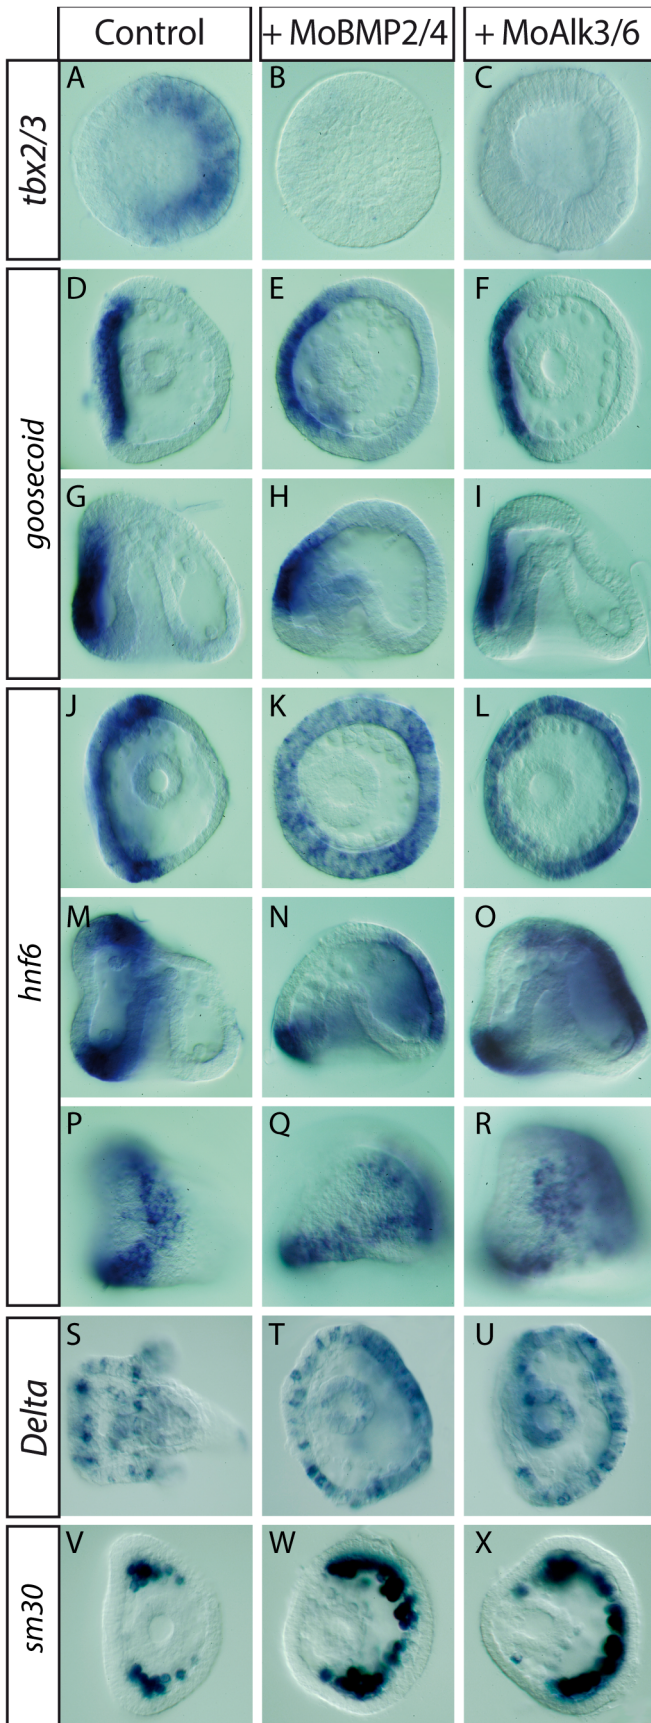 Control
+ MoBMP2/4
+ MoAlk3/6
tbx2/3
A
B
C
goosecoid
D
E
F
G
H
I
hnf6
J
K
L
M
N
O
P
Q
R
Delta
S
T
U
sm30
V
W
X